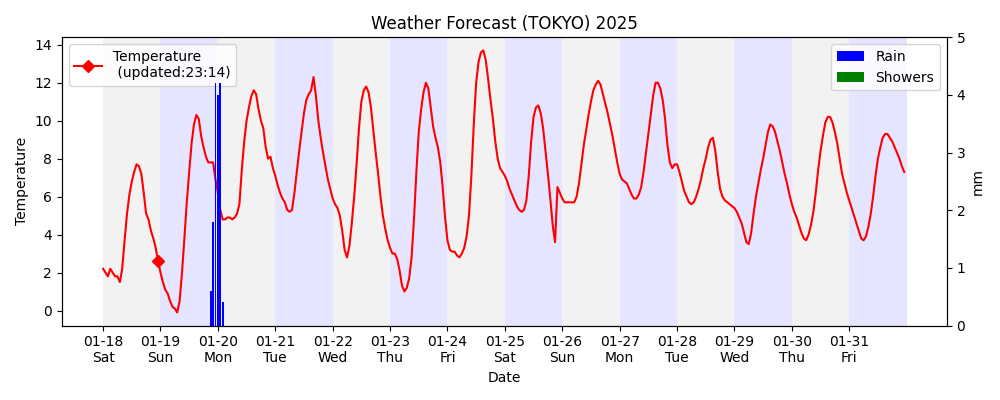 Weather Forecast (TOKYO) 2025
Temperature
(updated:23:14)
Rain
Showers
14
12
10
8
6
4
2
0
Temperature
5
4
3
2
1
0
mm
01-18 01-19 01-20 01-21 01-22 01-23 01-24 01-25 01-26 01-27 01-28 01-29 01-30 01-31
Sat Sun Mon Tue Wed Thu Fri Sat Sun Mon Tue Wed Thu Fri
Date